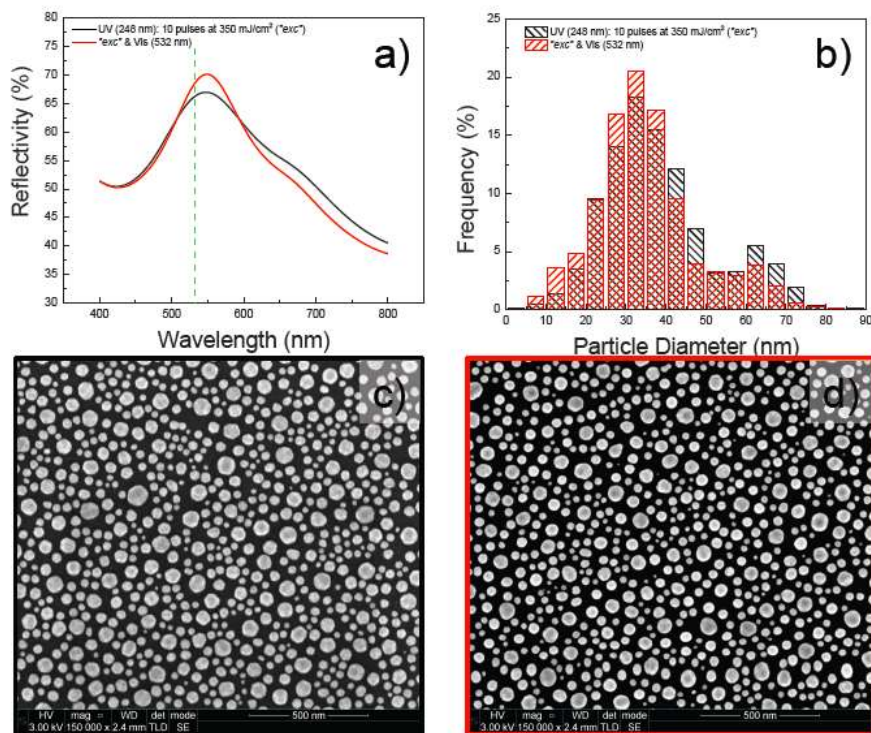 UV (248 nm): 10 pulses at 350 mJ/cm² ("exc")
"exc" & Vis (532 nm)
a)
80
75
70
65
60
55
50
45
40
35
30
Reflectivity (%)
400
500
600
700
800
Wavelength (nm)
UV (248 nm): 10 pulses at 350 mJ/cm² ("exc")
"exc" & Vis (532 nm)
b)
25
20
15
10
5
0
Frequency (%)
0
10
20
30
40
50
60
70
80
90
Particle Diameter (nm)
c)
HV mag WD det mode
3.00 kV 150 000 x 2.4 mm TLD SE
500 nm
d)
HV mag WD det mode
3.00 kV 150 000 x 2.4 mm TLD SE
500 nm